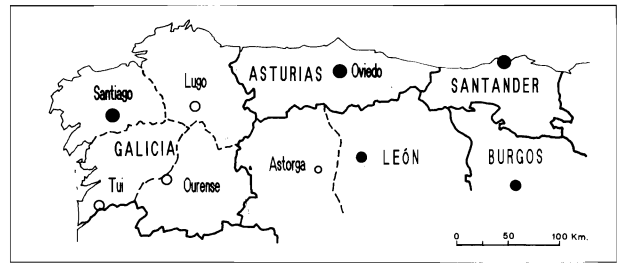 Lugo
ASTURIAS
Oviedo
SANTANDER
Santiago
GALICIA
Astorga
LEÓN
BURGOS
Tui
Ourense
0 50 100 Km.